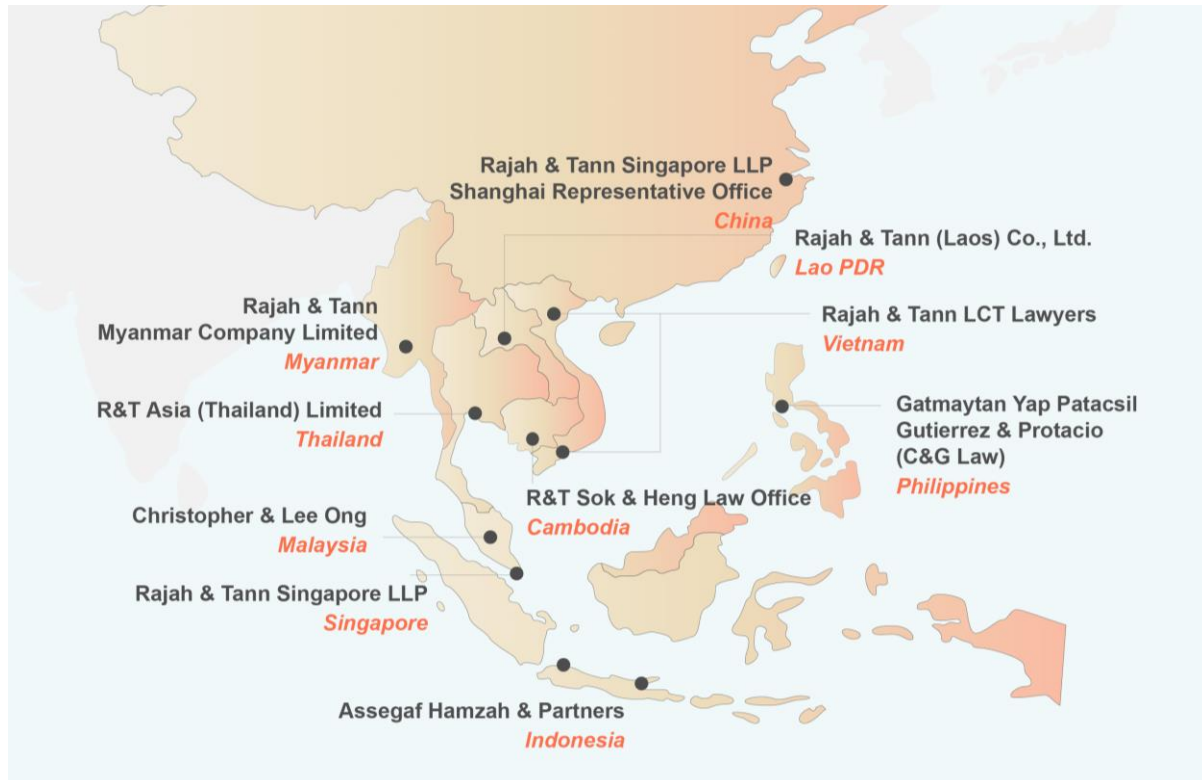 Rajah & Tann Singapore LLP
Shanghai Representative Office
China
Rajah & Tann (Laos) Co., Ltd.
Lao PDR
Rajah & Tann
Myanmar Company Limited
Myanmar
Rajah & Tann LCT Lawyers
Vietnam
R&T Asia (Thailand) Limited
Thailand
Gatmaytan Yap Patacsil
Gutierrez & Protacio
(C&G Law)
Philippines
R&T Sok & Heng Law Office
Cambodia
Christopher & Lee Ong
Malaysia
Rajah & Tann Singapore LLP
Singapore
Assegaf Hamzah & Partners
Indonesia